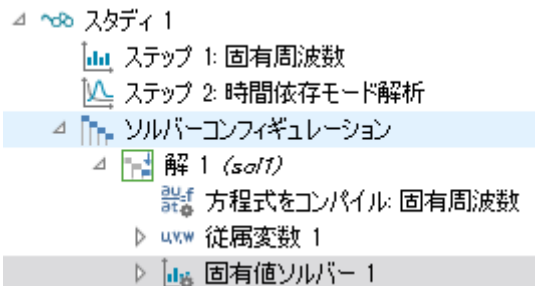 スタディ 1
ステップ 1: 固有周波数
ステップ 2: 時間依存モード解析
ソルバーコンフィギュレーション
解 1 (sol1)
方程式をコンパイル: 固有周波数
u,v,w 従属変数 1
固有値ソルバー 1